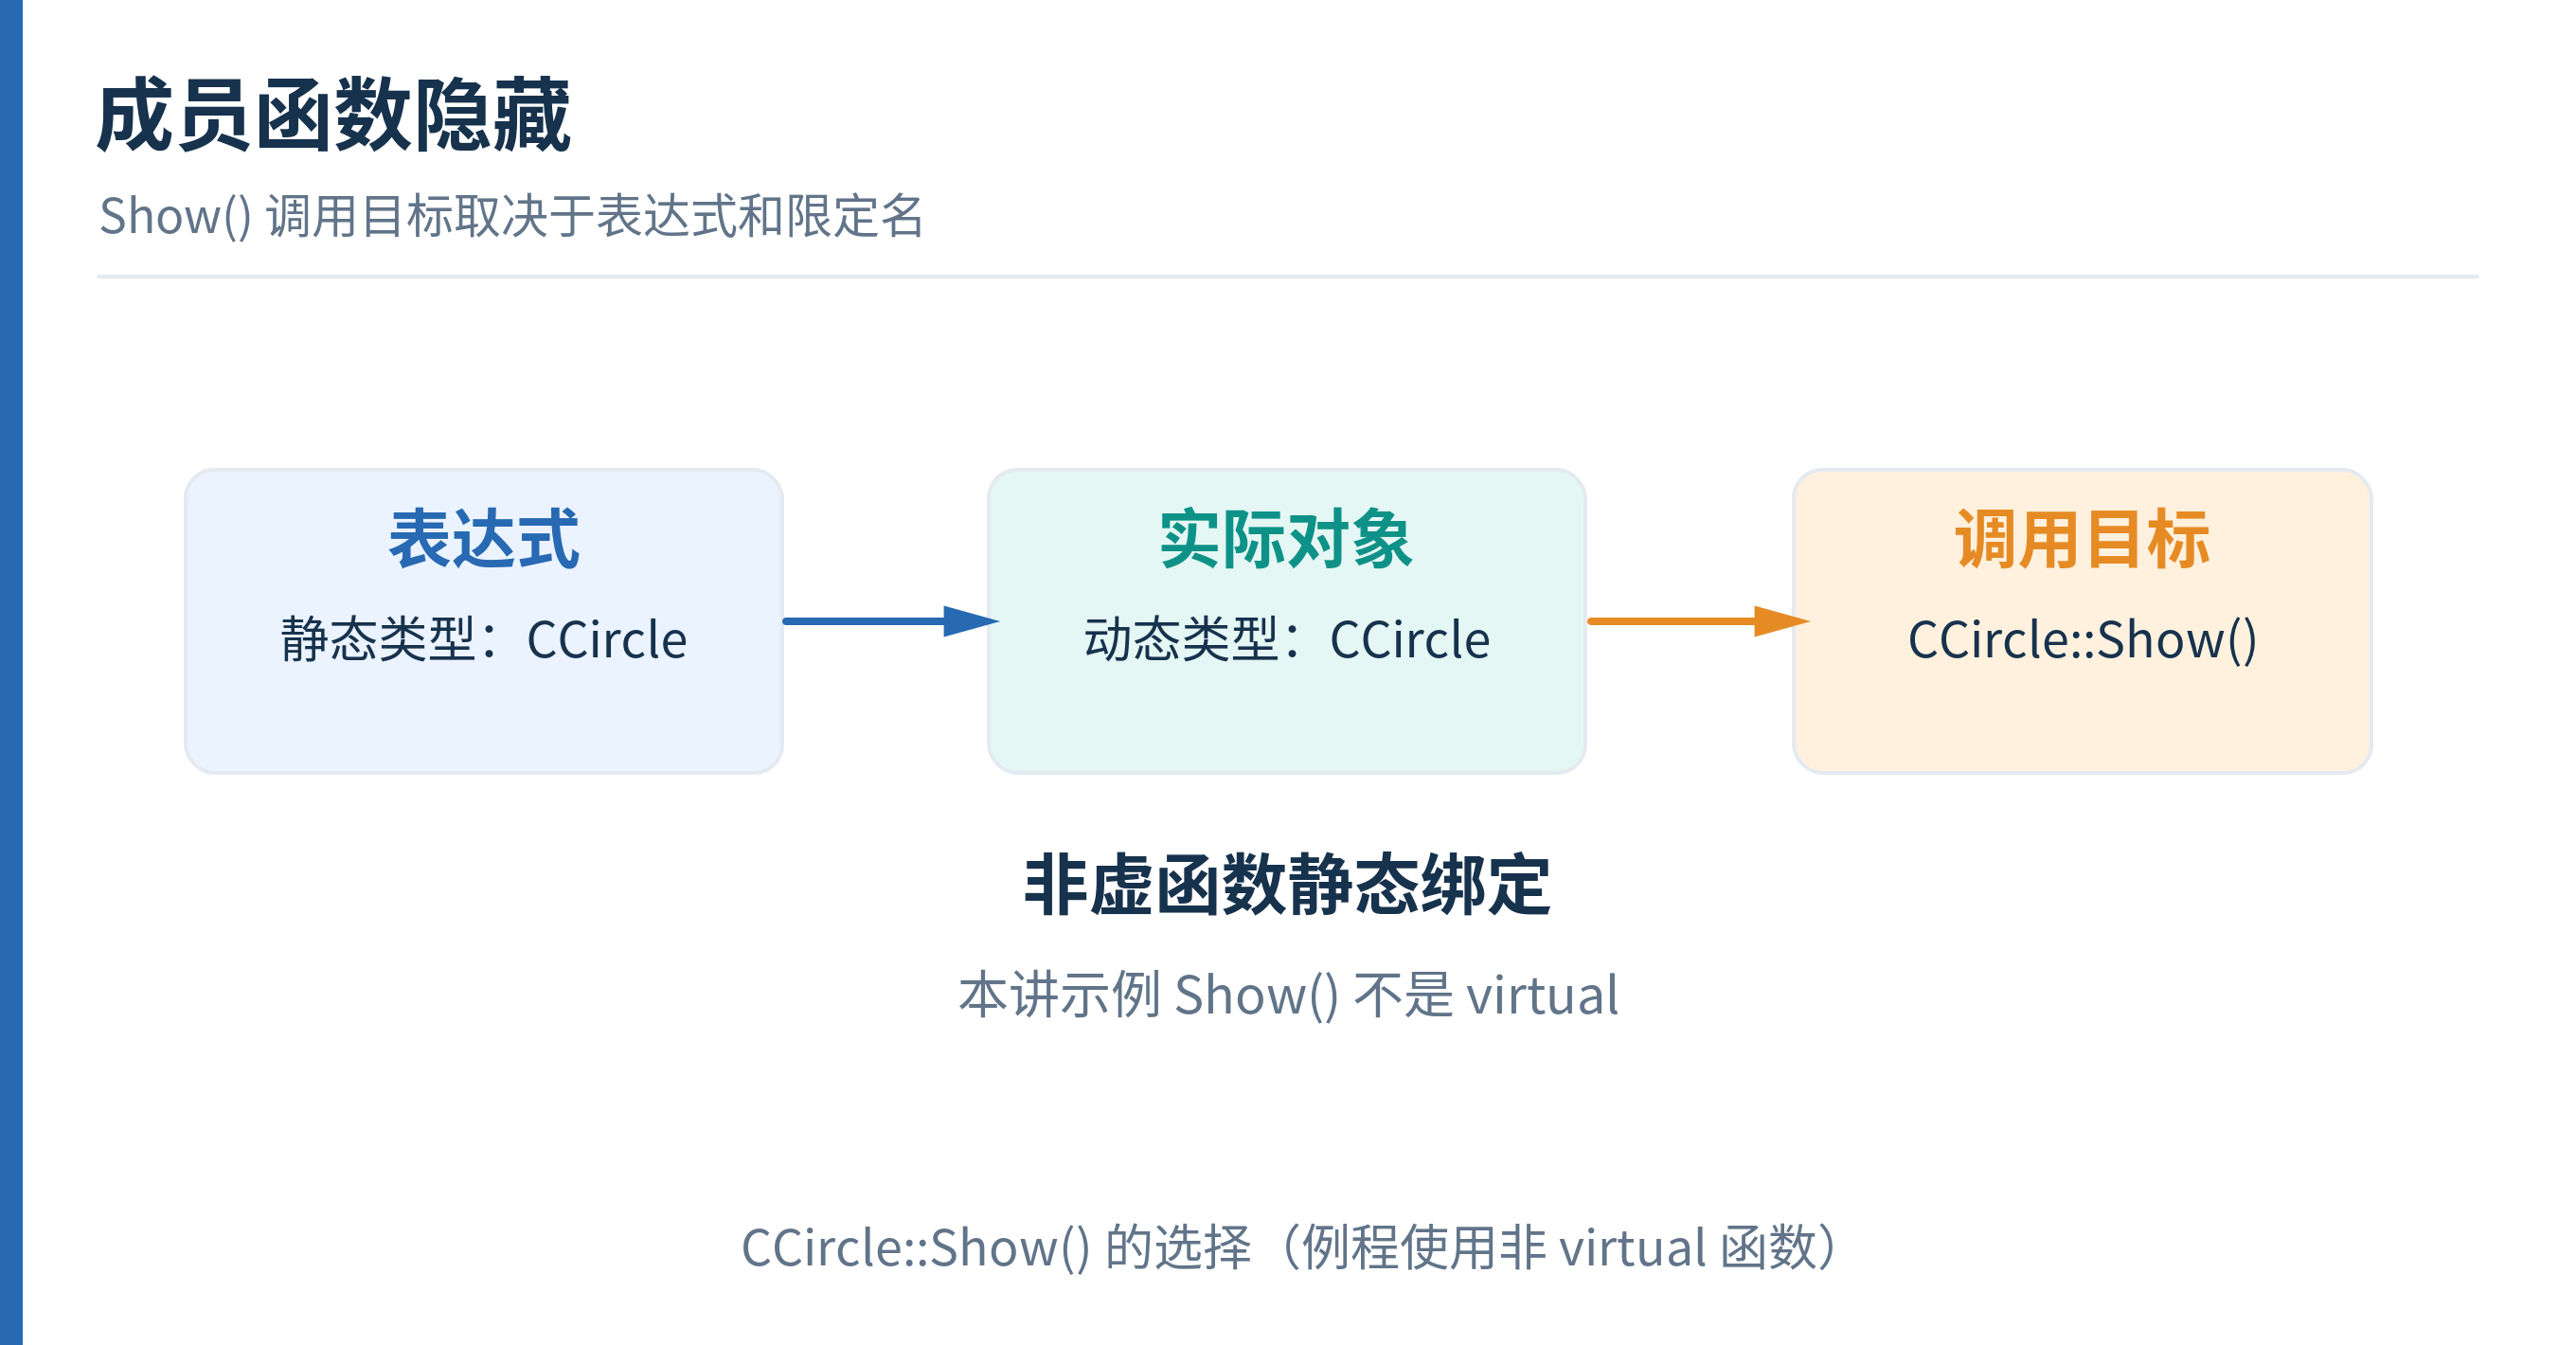 成员函数隐藏
Show() 调用目标取决于表达式和限定名
表达式
静态类型：CCircle
实际对象
动态类型：CCircle
调用目标
CCircle::Show()
非虚函数静态绑定
本讲示例 Show() 不是 virtual
CCircle::Show() 的选择（例程使用非 virtual 函数）